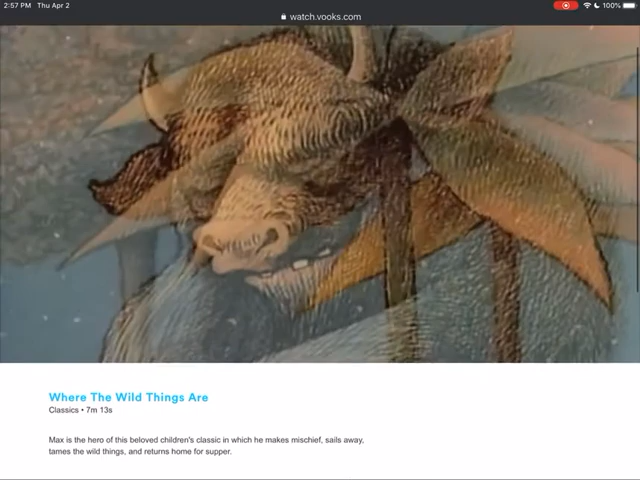 2:57 PM Thu Apr 2
watch.vooks.com
100%
Where The Wild Things Are
Classics • 7m 13s
Max is the hero of this beloved children's classic in which he makes mischief, sails away,
tames the wild things, and returns home for supper.